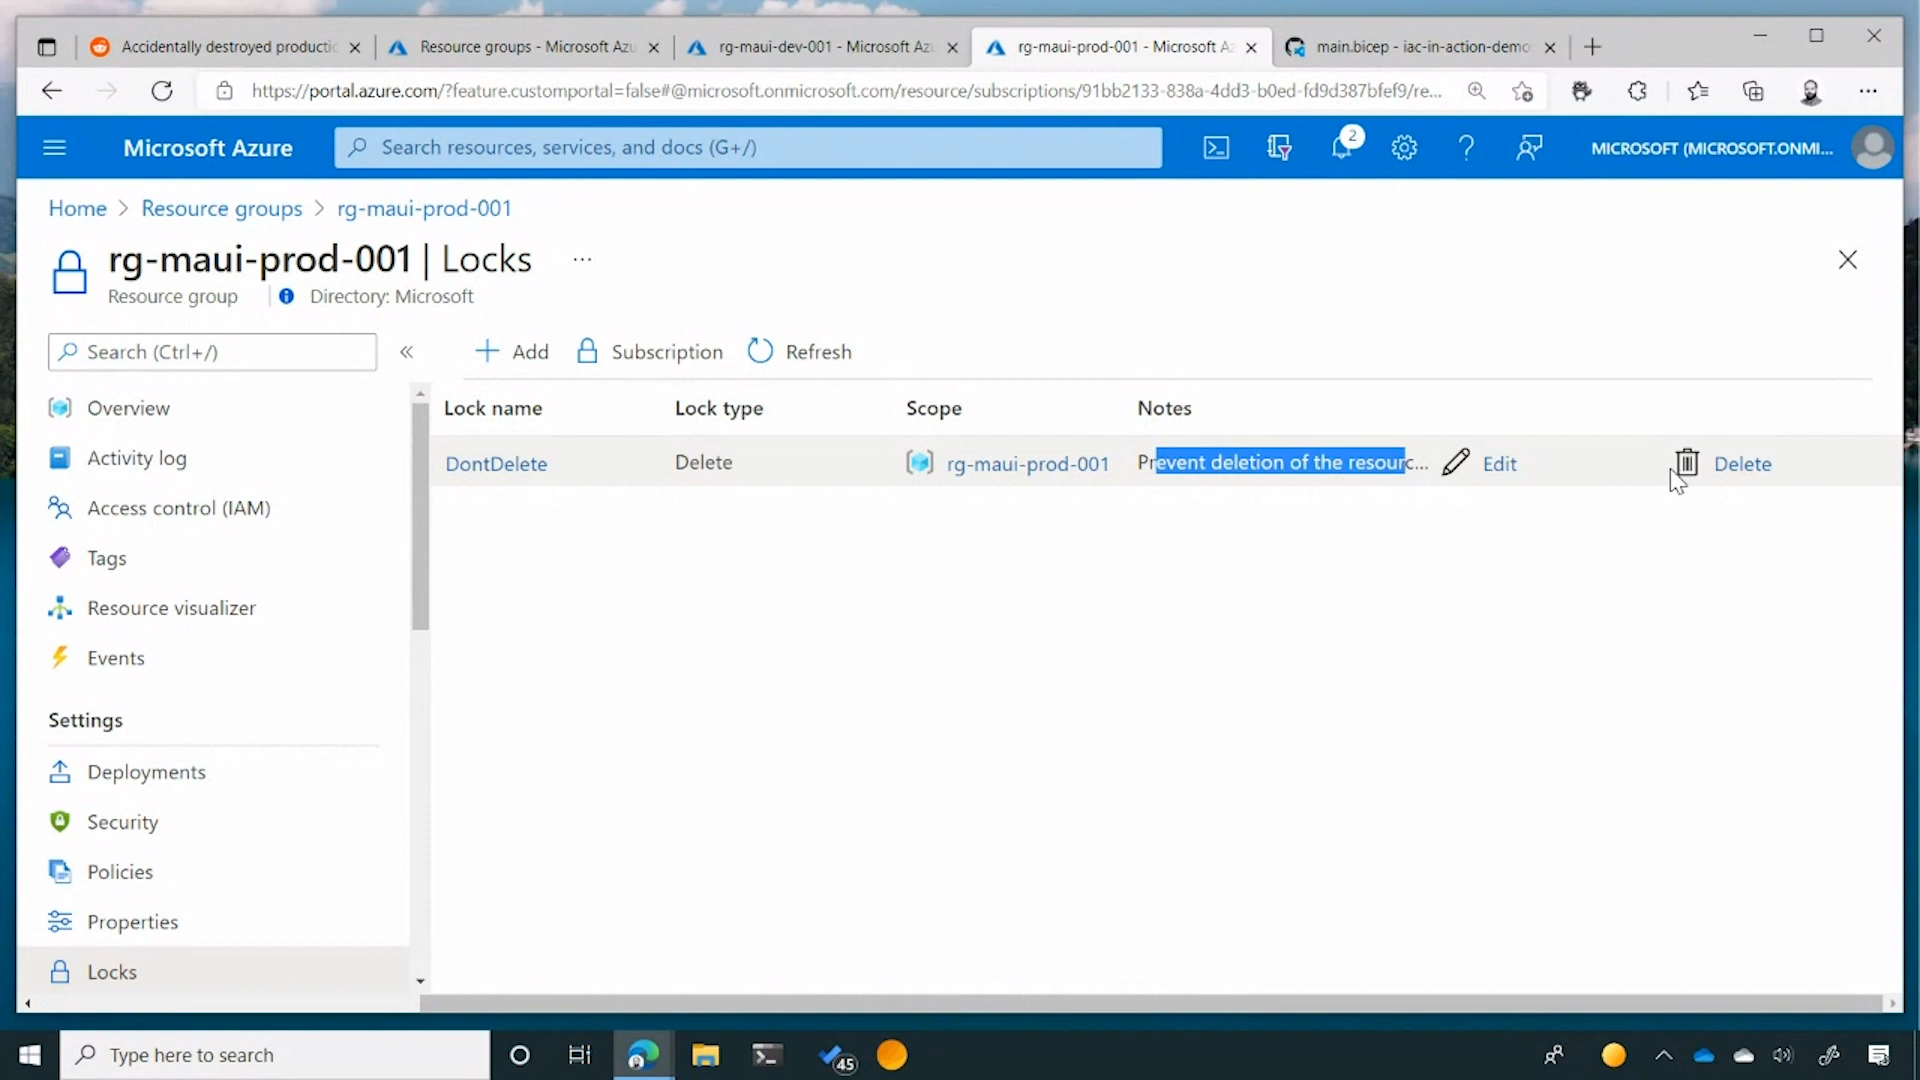 Accidentally destroyed producti
Resource groups - Microsoft Azu
rg-maui-dev-001 - Microsoft Az
rg-maui-prod-001 - Microsoft A
main.bicep - iac-in-action-demo
https://portal.azure.com/?feature.customportal=false#@microsoft.onmicrosoft.com/resource/subscriptions/91bb2133-838a-4dd3-b0ed-fd9d387bfef9/re...
Microsoft Azure
Search resources, services, and docs (G+/)
2
MICROSOFT (MICROSOFT.ONMI...
Home > Resource groups > rg-maui-prod-001
rg-maui-prod-001 | Locks ...
Resource group
Directory: Microsoft
Search (Ctrl+/)
Add
Subscription
Refresh
Overview
Activity log
Access control (IAM)
Tags
Resource visualizer
Events
Settings
Deployments
Security
Policies
Properties
Locks
Lock name
Lock type
Scope
Notes
DontDelete
Delete
rg-maui-prod-001
Prevent deletion of the resourc...
Edit
Delete
Type here to search
45